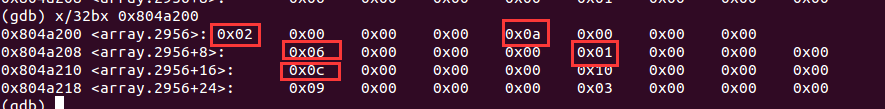 (gdb) x/32bx 0x804a200
0x804a200 <array.2956>: 0x02 0x00 0x00 0x00 0x0a 0x00 0x00 0x00
0x804a208 <array.2956+8>: 0x06 0x00 0x00 0x00 0x01 0x00 0x00 0x00
0x804a210 <array.2956+16>: 0x0c 0x00 0x00 0x00 0x10 0x00 0x00 0x00
0x804a218 <array.2956+24>: 0x09 0x00 0x00 0x00 0x03 0x00 0x00 0x00
(gdb)